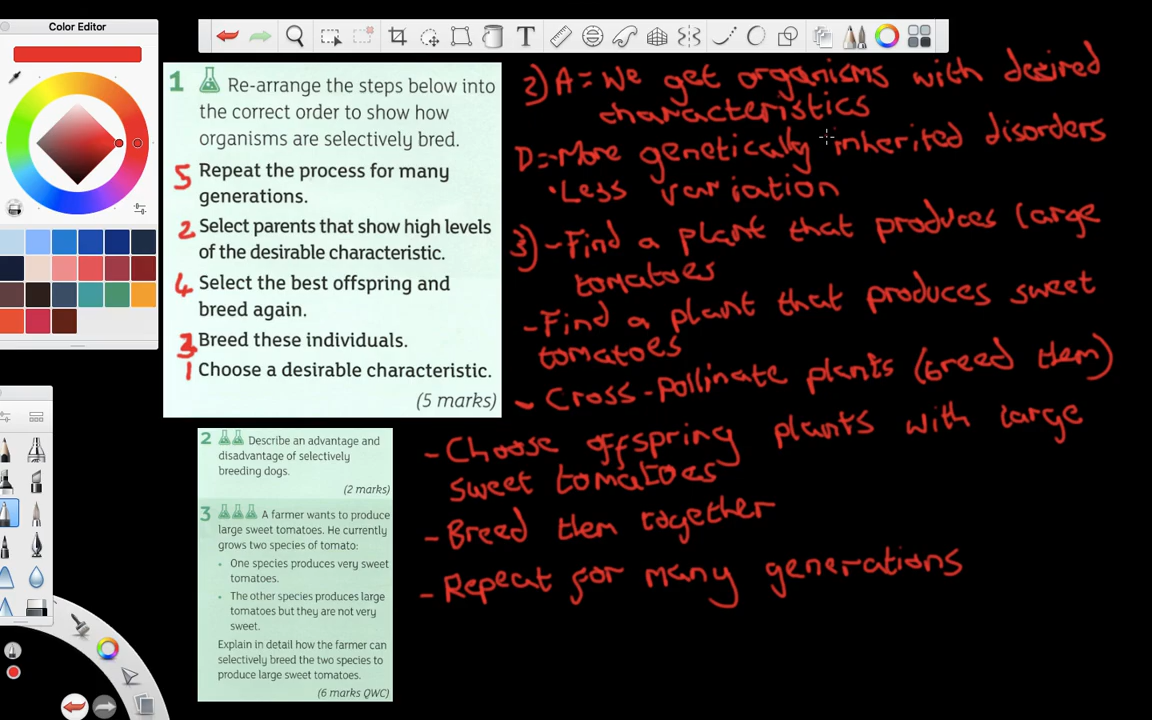 Color Editor
1 Re-arrange the steps below into
the correct order to show how
organisms are selectively bred.
5 Repeat the process for many
generations.
2 Select parents that show high levels
of the desirable characteristic.
4 Select the best offspring and
breed again.
3 Breed these individuals.
1 Choose a desirable characteristic.
(5 marks)
2 Describe an advantage and
disadvantage of selectively
breeding dogs.
(2 marks)
3 A farmer wants to produce
large sweet tomatoes. He currently
grows two species of tomato:
• One species produces very sweet
tomatoes.
• The other species produces large
tomatoes but they are not very
sweet.
Explain in detail how the farmer can
selectively breed the two species to
produce large sweet tomatoes.
(6 marks QWC)
2) A = We get organisms with desired
characteristics
D = • More genetically inherited disorders
• Less variation
3) - Find a plant that produces large
tomatoes
- Find a plant that produces sweet
tomatoes
- Cross-pollinate plants (breed them)
- Choose offspring plants with large
sweet tomatoes
- Breed them together
- Repeat for many generations